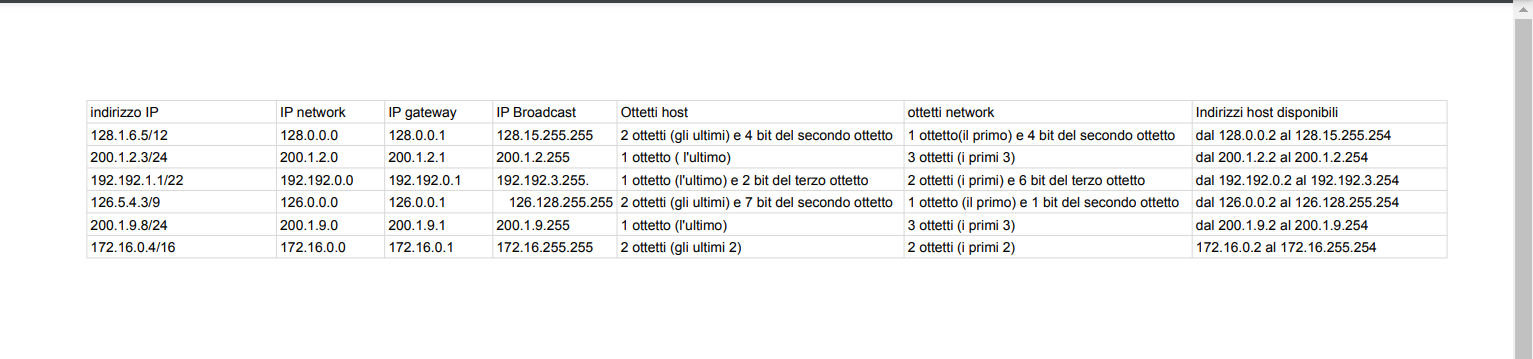 indirizzo IP IP network IP gateway IP Broadcast Ottetti host ottetti network Indirizzi host disponibili
128.1.6.5/12 128.0.0.0 128.0.0.1 128.15.255.255 2 ottetti (gli ultimi) e 4 bit del secondo ottetto 1 ottetto(il primo) e 4 bit del secondo ottetto dal 128.0.0.2 al 128.15.255.254
200.1.2.3/24 200.1.2.0 200.1.2.1 200.1.2.255 1 ottetto ( l'ultimo) 3 ottetti (i primi 3) dal 200.1.2.2 al 200.1.2.254
192.192.1.1/22 192.192.0.0 192.192.0.1 192.192.3.255. 1 ottetto (l'ultimo) e 2 bit del terzo ottetto 2 ottetti (i primi) e 6 bit del terzo ottetto dal 192.192.0.2 al 192.192.3.254
126.5.4.3/9 126.0.0.0 126.0.0.1 126.128.255.255 2 ottetti (gli ultimi) e 7 bit del secondo ottetto 1 ottetto (il primo) e 1 bit del secondo ottetto dal 126.0.0.2 al 126.128.255.254
200.1.9.8/24 200.1.9.0 200.1.9.1 200.1.9.255 1 ottetto (l'ultimo) 3 ottetti (i primi 3) dal 200.1.9.2 al 200.1.9.254
172.16.0.4/16 172.16.0.0 172.16.0.1 172.16.255.255 2 ottetti (gli ultimi 2) 2 ottetti (i primi 2) 172.16.0.2 al 172.16.255.254